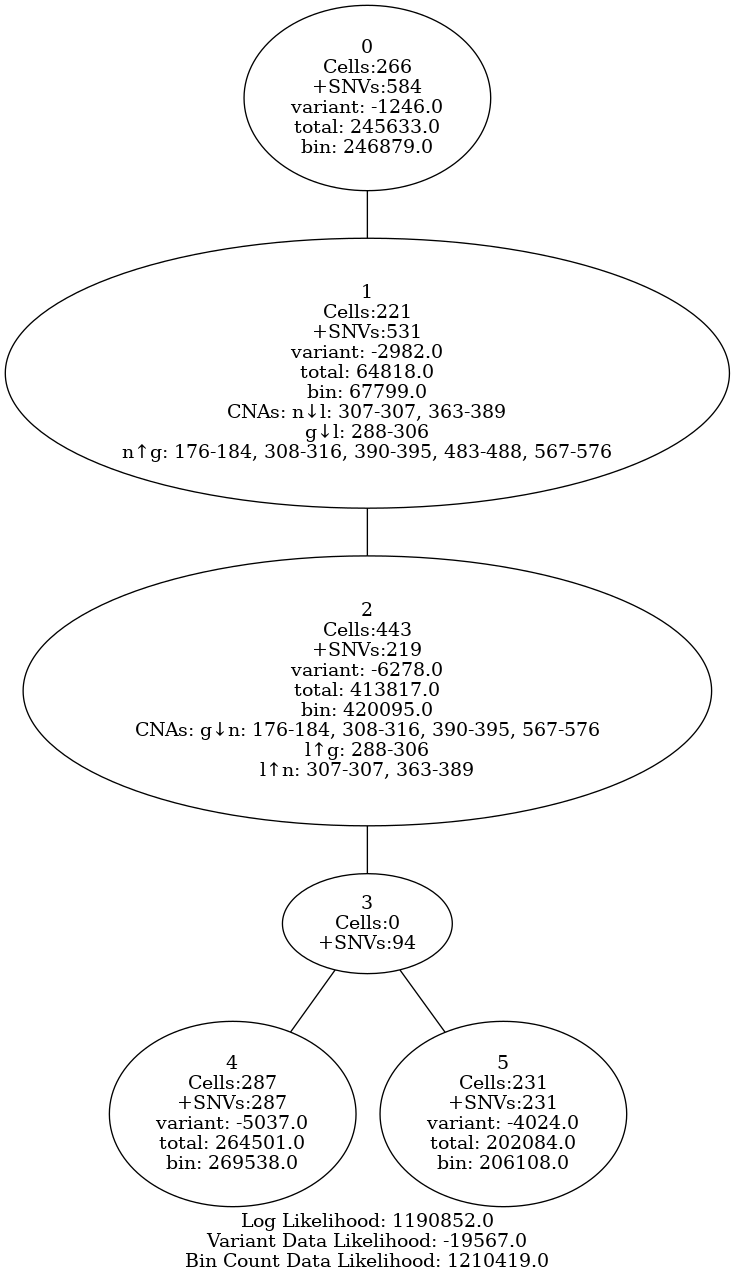 0
Cells:266
+SNVs:584
variant: -1246.0
total: 245633.0
bin: 246879.0
1
Cells:221
+SNVs:531
variant: -2982.0
total: 64818.0
bin: 67799.0
CNAs: n↓l: 307-307, 363-389
g↓l: 288-306
n↑g: 176-184, 308-316, 390-395, 483-488, 567-576
2
Cells:443
+SNVs:219
variant: -6278.0
total: 413817.0
bin: 420095.0
CNAs: g↓n: 176-184, 308-316, 390-395, 567-576
l↑g: 288-306
l↑n: 307-307, 363-389
3
Cells:0
+SNVs:94
4
Cells:287
+SNVs:287
variant: -5037.0
total: 264501.0
bin: 269538.0
5
Cells:231
+SNVs:231
variant: -4024.0
total: 202084.0
bin: 206108.0
Log Likelihood: 1190852.0
Variant Data Likelihood: -19567.0
Bin Count Data Likelihood: 1210419.0